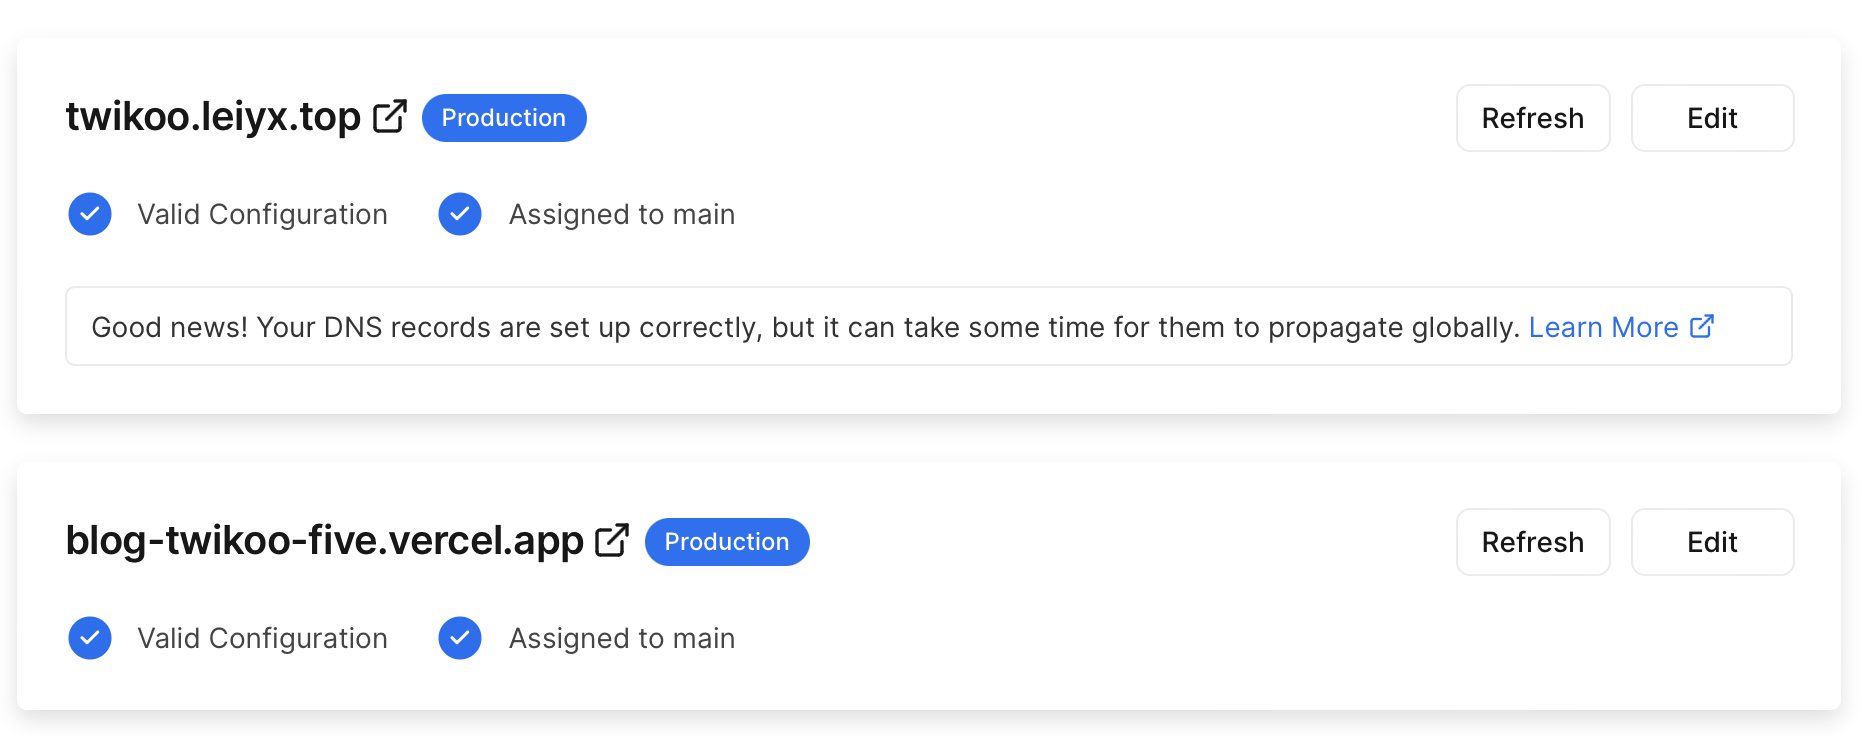 twikoo.leiyx.top Production Refresh Edit
Valid Configuration Assigned to main
Good news! Your DNS records are set up correctly, but it can take some time for them to propagate globally. Learn More
blog-twikoo-five.vercel.app Production Refresh Edit
Valid Configuration Assigned to main